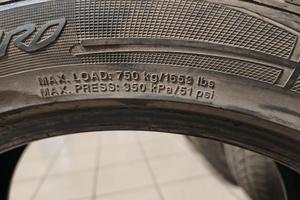 MAX. LOAD: 750 kg/1653 lbs
MAX. PRESS: 350 kPa/51 psi